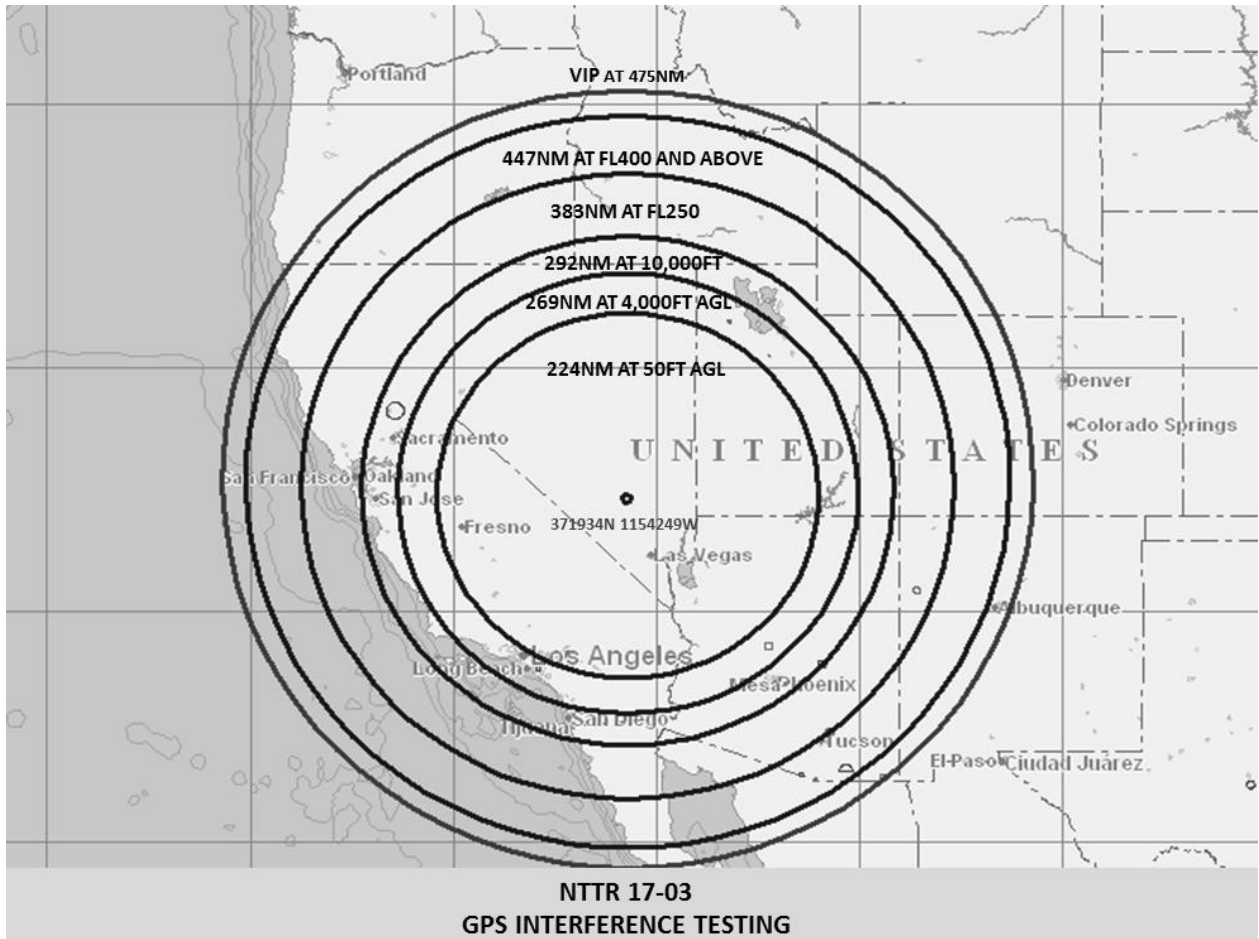 Portland
VIP AT 475NM
447NM AT FL400 AND ABOVE
383NM AT FL250
292NM AT 10,000FT
269NM AT 4,000FT AGL
224NM AT 50FT AGL
Denver
Colorado Springs
Sacramento
UNITED STATES
San Francisco
Oakland
San Jose
371934N 1154249W
Fresno
Las Vegas
Albuquerque
Los Angeles
Long Beach
Mesa
Phoenix
San Diego
Tijuana
Tucson
El Paso
Ciudad Juárez
NTTR 17-03
GPS INTERFERENCE TESTING